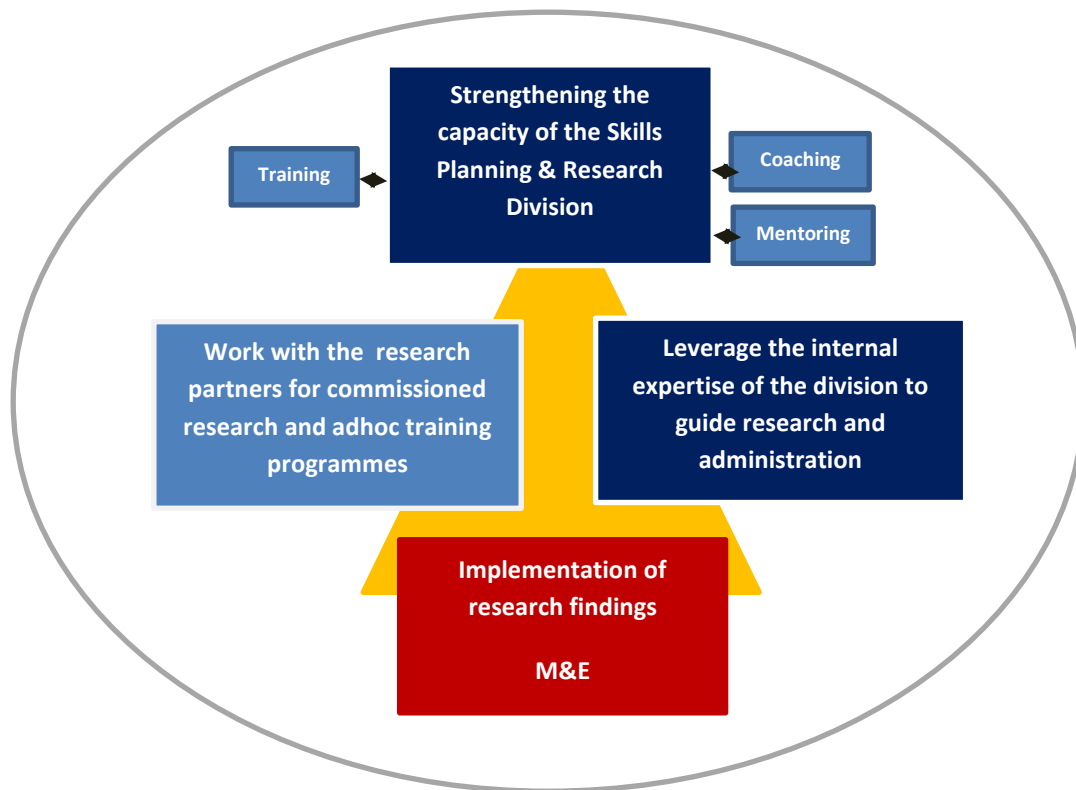 Strengthening the
capacity of the Skills
Planning & Research
Division
Training
Coaching
Mentoring
Work with the research
partners for commissioned
research and adhoc training
programmes
Leverage the internal
expertise of the division to
guide research and
administration
Implementation of
research findings
M&E